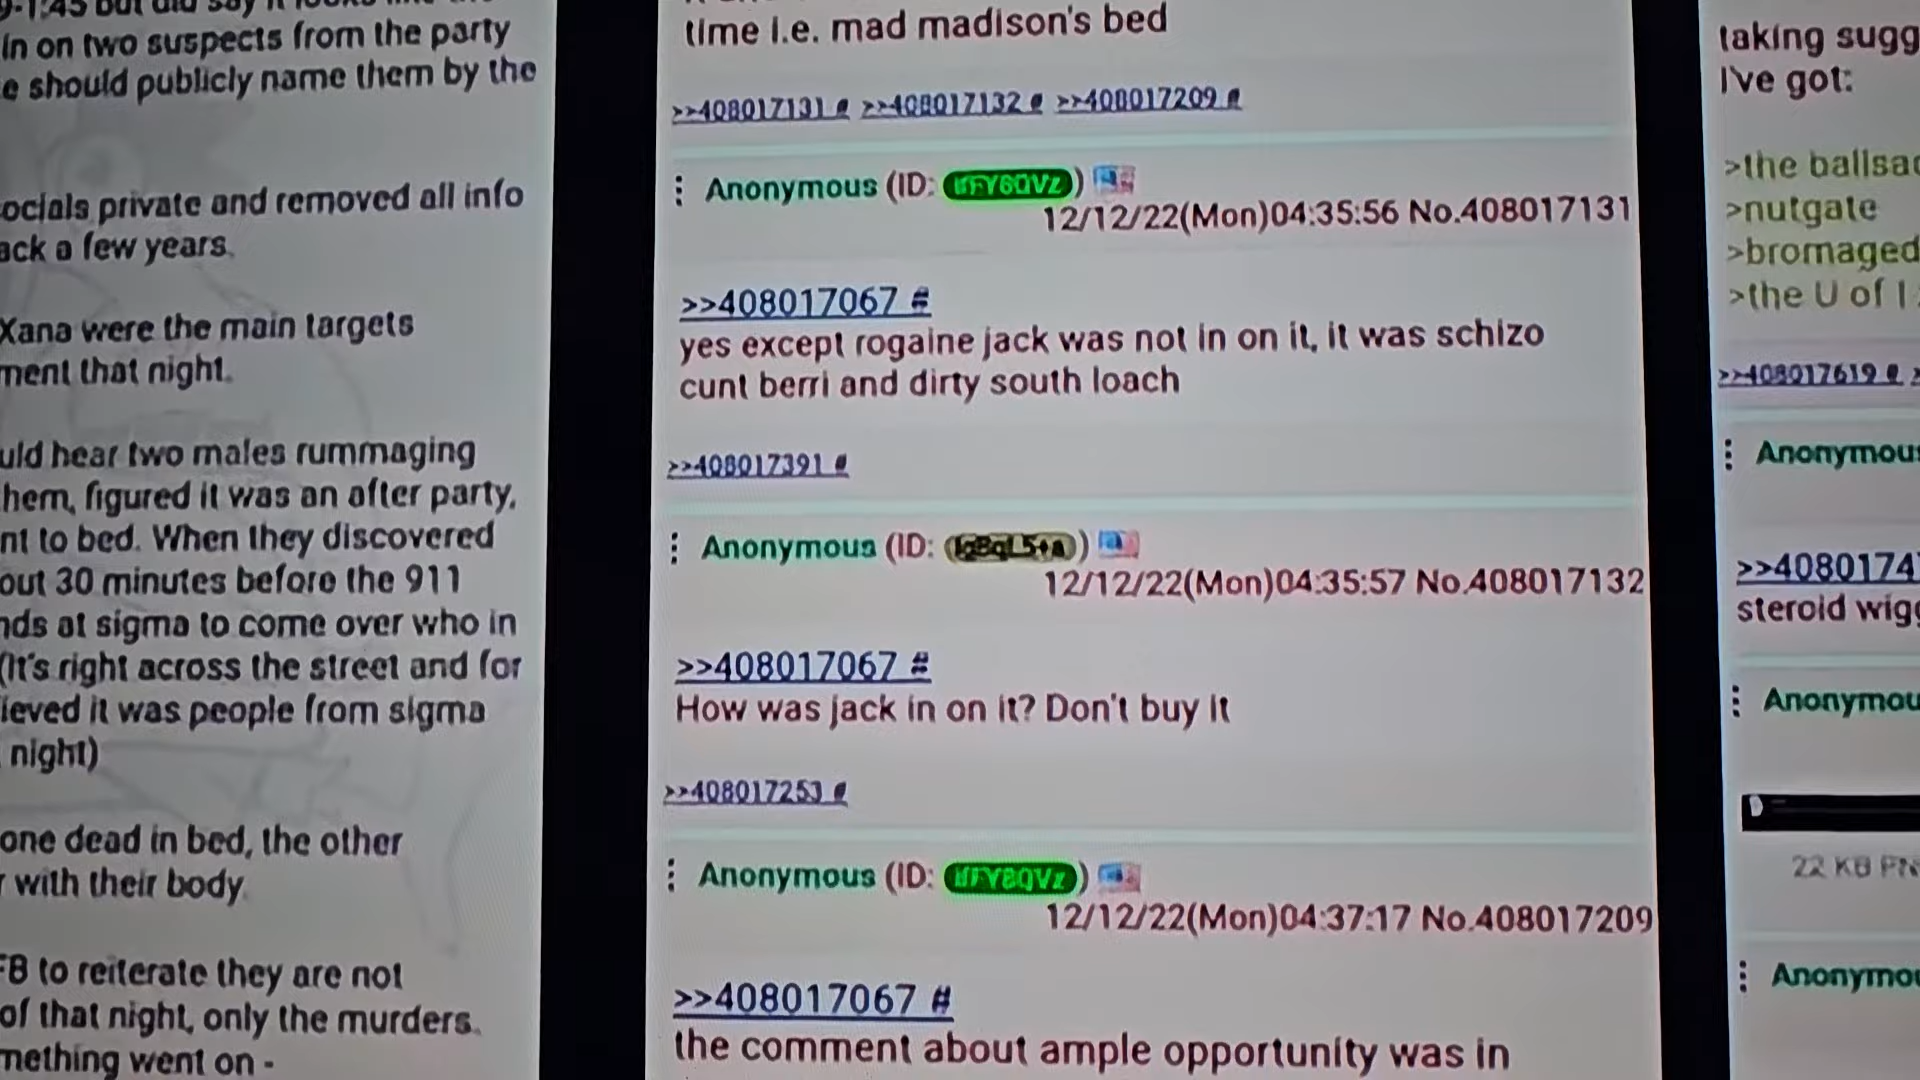 in on two suspects from the party
e should publicly name them by the
ocials private and removed all info
ack a few years.
Xana were the main targets
ment that night.
uld hear two males rummaging
hem, figured it was an after party,
nt to bed. When they discovered
out 30 minutes before the 911
nds at sigma to come over who in
(It's right across the street and for
ieved it was people from sigma
night)
one dead in bed, the other
with their body
FB to reiterate they are not
of that night, only the murders.
mething went on -
time i.e. mad madison's bed
>>408017131 # >>408017132 # >>408017209 #
Anonymous (ID: )
12/12/22(Mon)04:35:56 No.408017131
>>408017067 #
yes except rogaine jack was not in on it, it was schizo
cunt berri and dirty south loach
>>408017391 #
Anonymous (ID: )
12/12/22(Mon)04:35:57 No.408017132
>>408017067 #
How was jack in on it? Don't buy it
>>408017253 #
Anonymous (ID: )
12/12/22(Mon)04:37:17 No.408017209
>>408017067 #
the comment about ample opportunity was in
taking sugg
I've got:
>the ballsac
>nutgate
>bromaged
>the U of I
>>408017619 #
Anonymous
>>4080174
steroid wigg
Anonymou
22 KB PN
Anonymou